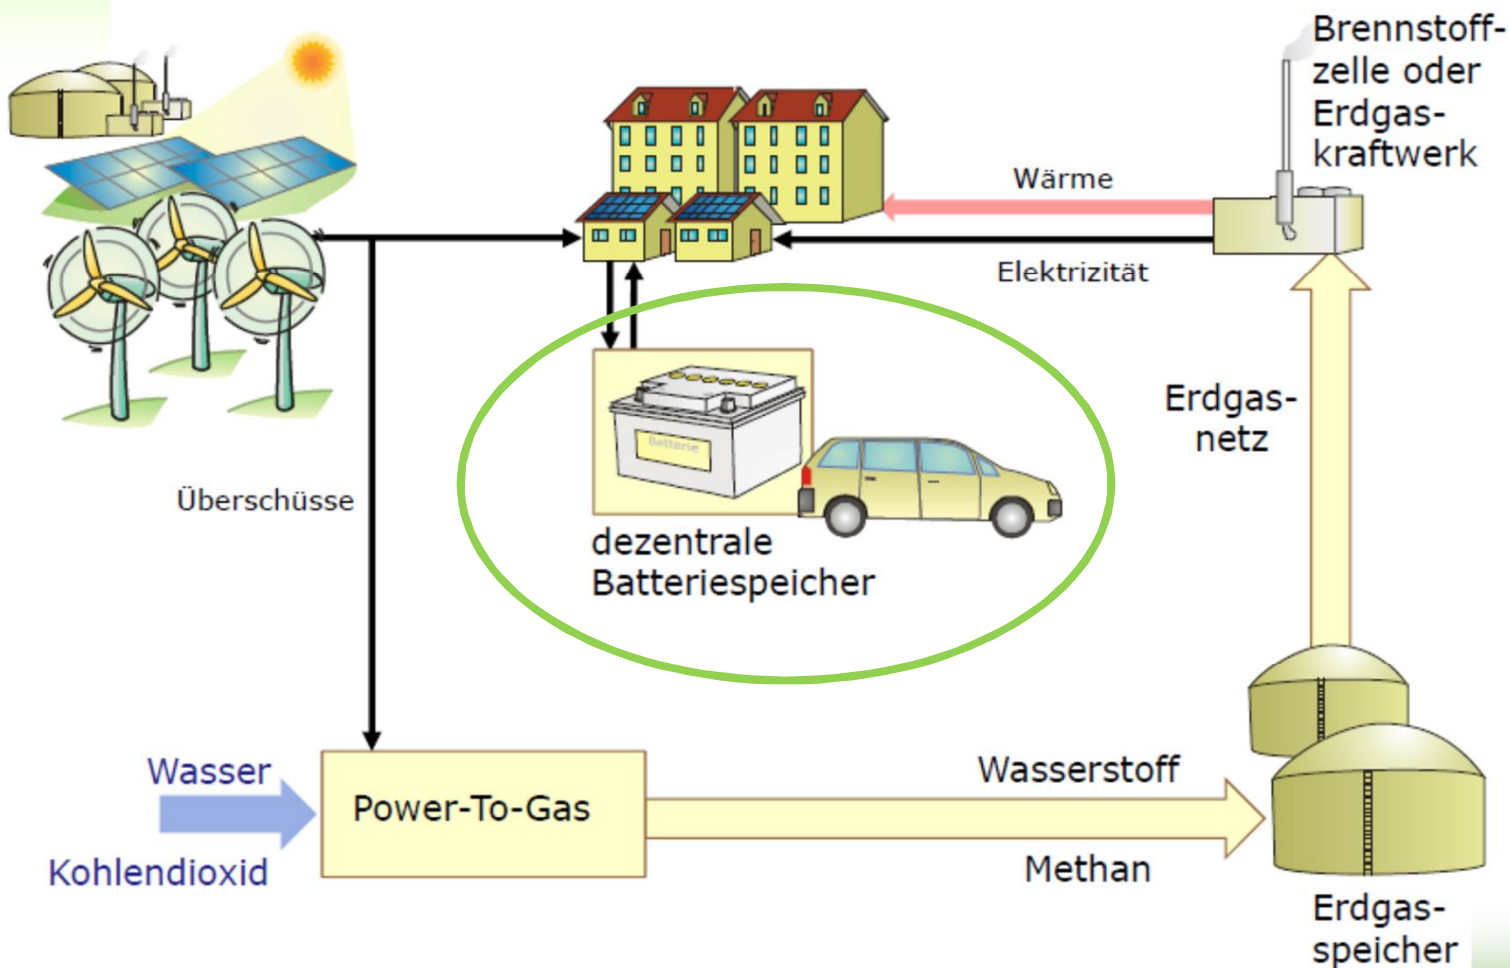 Brennstoff-
zelle oder
Erdgas-
kraftwerk
Wärme
Elektrizität
Erdgas-
netz
Batterie
Überschüsse
dezentrale
Batteriespeicher
Wasser
Kohlendioxid
Power-To-Gas
Wasserstoff
Methan
Erdgas-
speicher